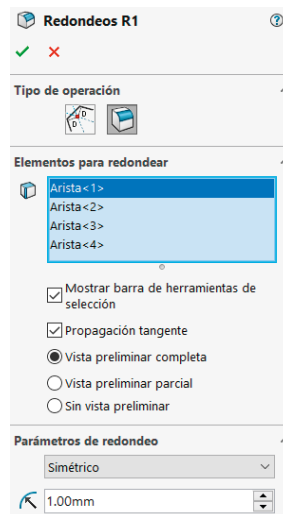 Redondeos R1
Tipo de operación
Elementos para redondear
Arista<1>
Arista<2>
Arista<3>
Arista<4>
Mostrar barra de herramientas de
selección
Propagación tangente
Vista preliminar completa
Vista preliminar parcial
Sin vista preliminar
Parámetros de redondeo
Simétrico
1.00mm